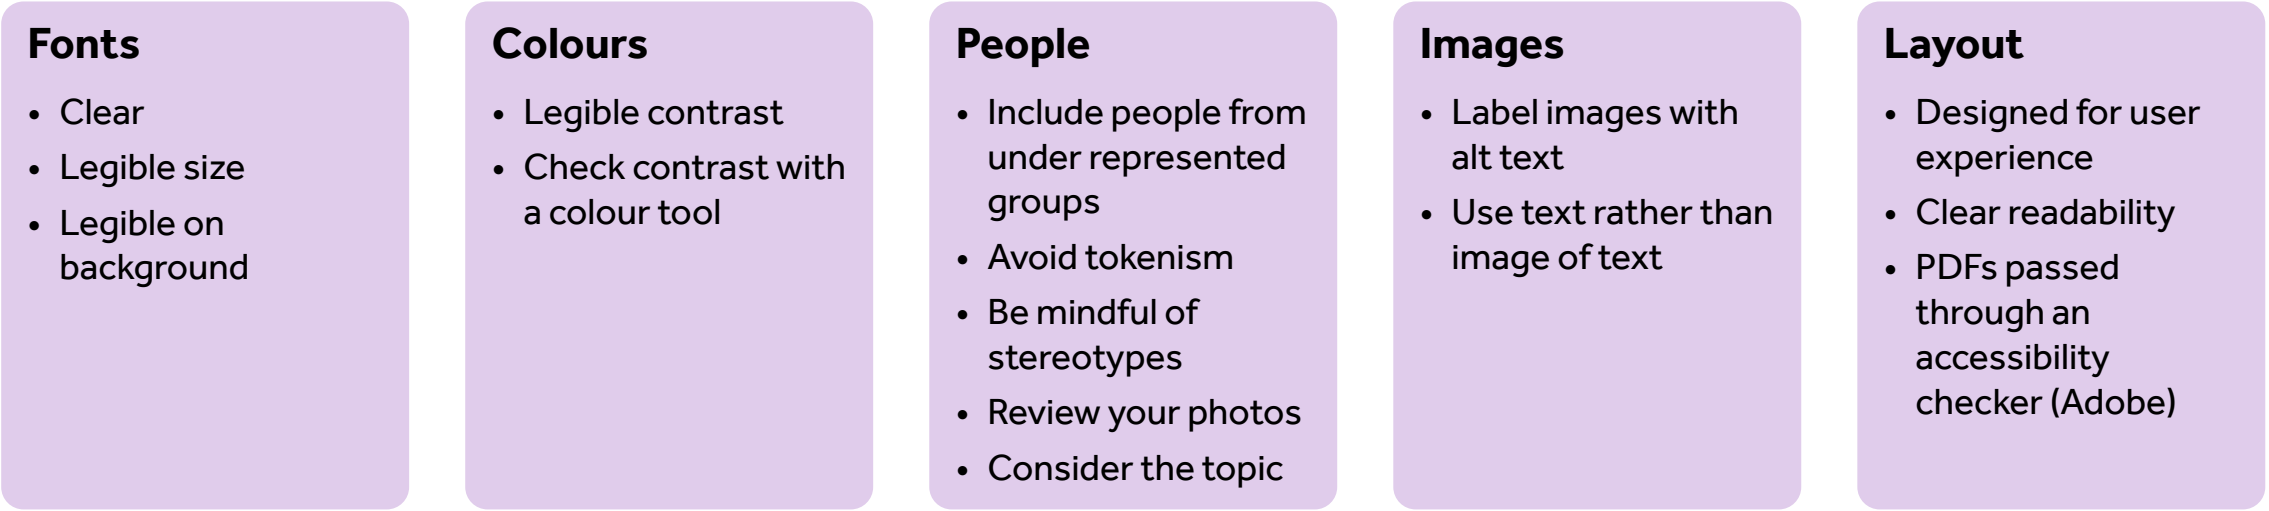 Fonts
• Clear
• Legible size
• Legible on
background
Colours
• Legible contrast
• Check contrast with
a colour tool
People
• Include people from
under represented
groups
• Avoid tokenism
• Be mindful of
stereotypes
• Review your photos
• Consider the topic
Images
• Label images with
alt text
• Use text rather than
image of text
Layout
• Designed for user
experience
• Clear readability
• PDFs passed
through an
accessibility
checker (Adobe)